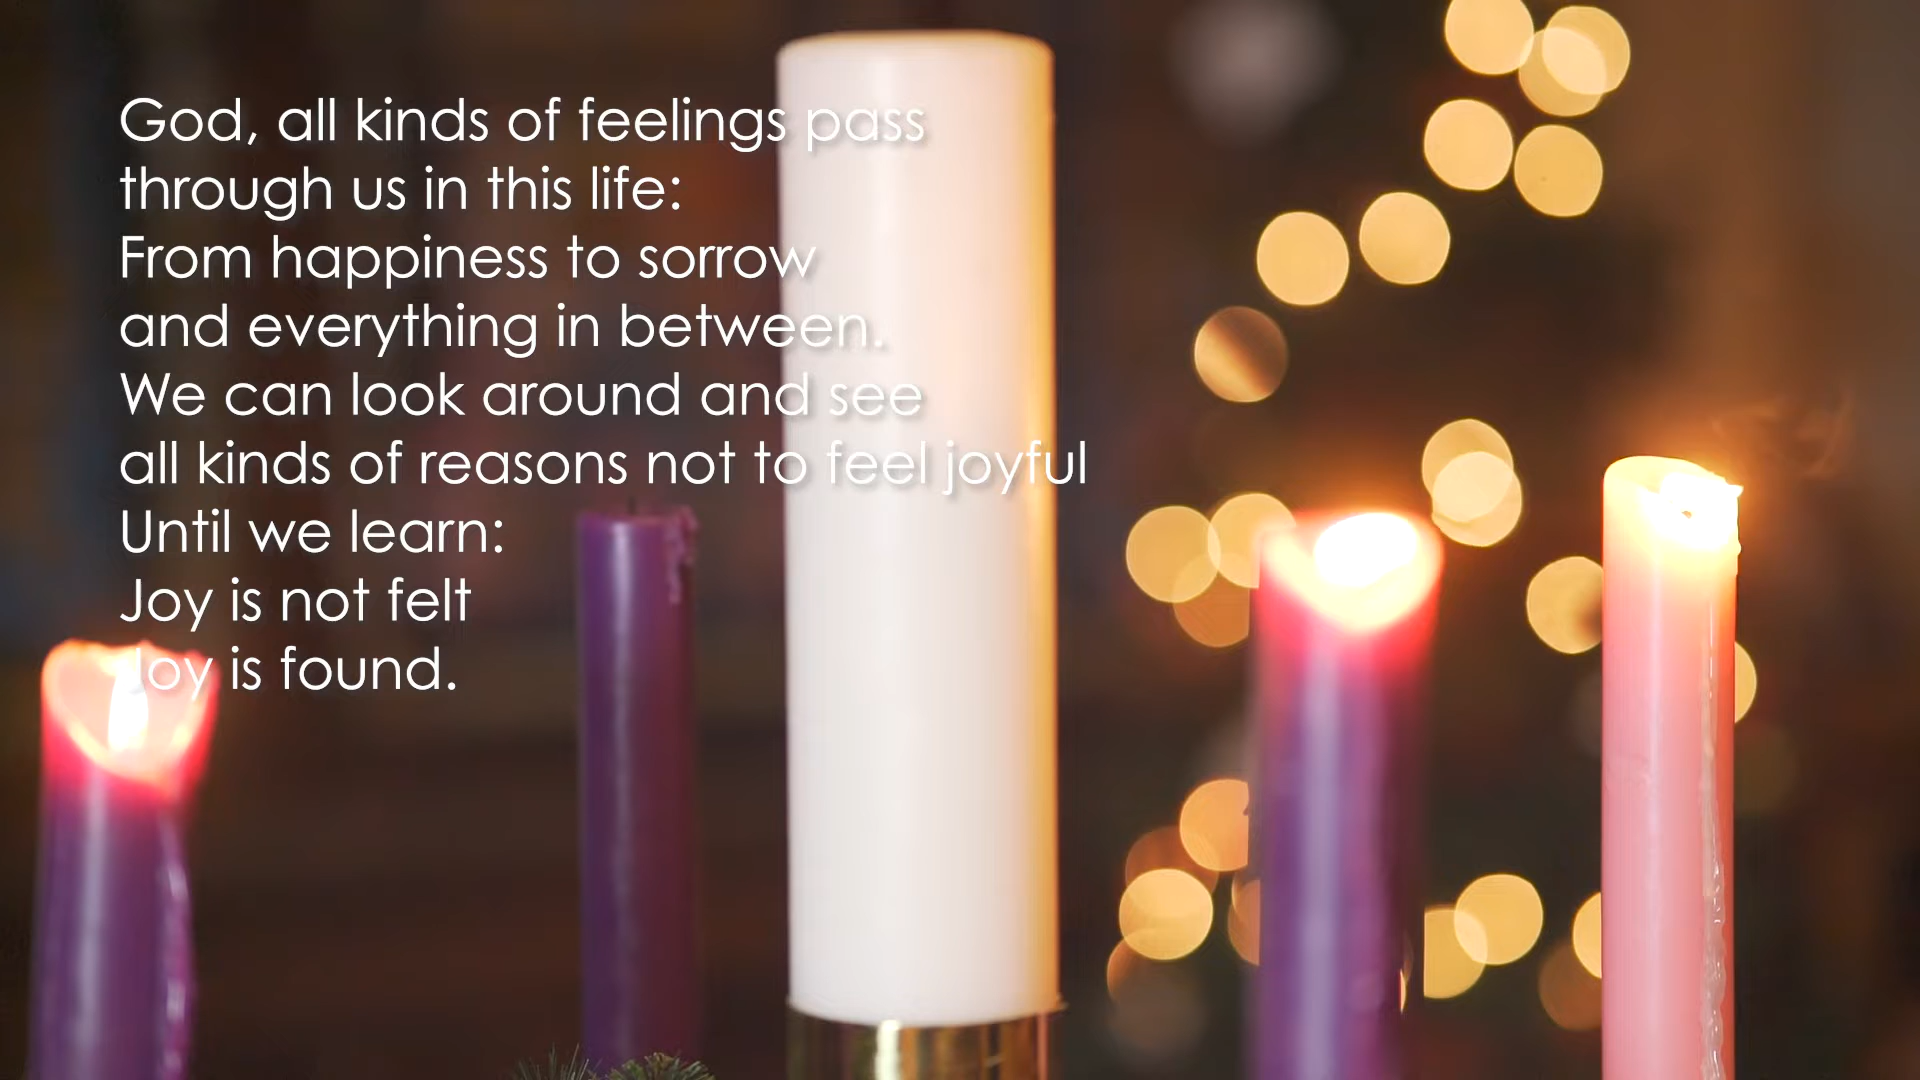 God, all kinds of feelings pass
through us in this life:
From happiness to sorrow
and everything in between.
We can look around and see
all kinds of reasons not to feel joyful
Until we learn:
Joy is not felt
Joy is found.